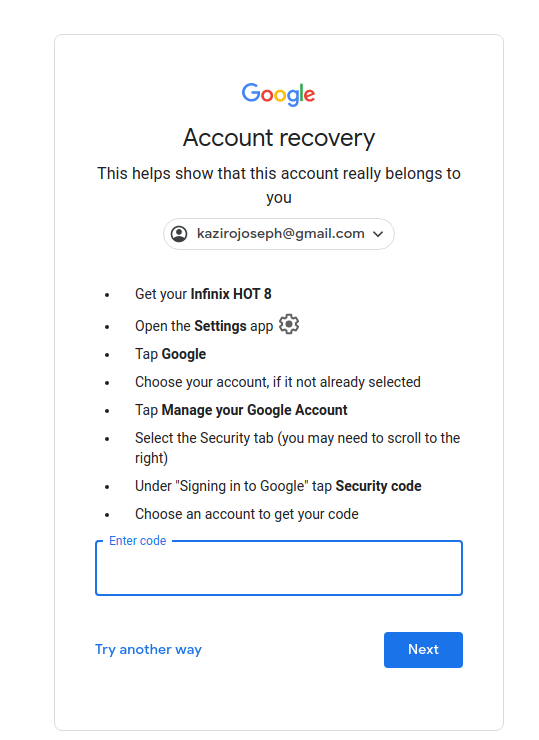 Google
Account recovery
This helps show that this account really belongs to
you
kazirojoseph@gmail.com
• Get your Infinix HOT 8
• Open the Settings app
• Tap Google
• Choose your account, if it not already selected
• Tap Manage your Google Account
• Select the Security tab (you may need to scroll to the
right)
• Under "Signing in to Google" tap Security code
• Choose an account to get your code
Enter code
Try another way Next